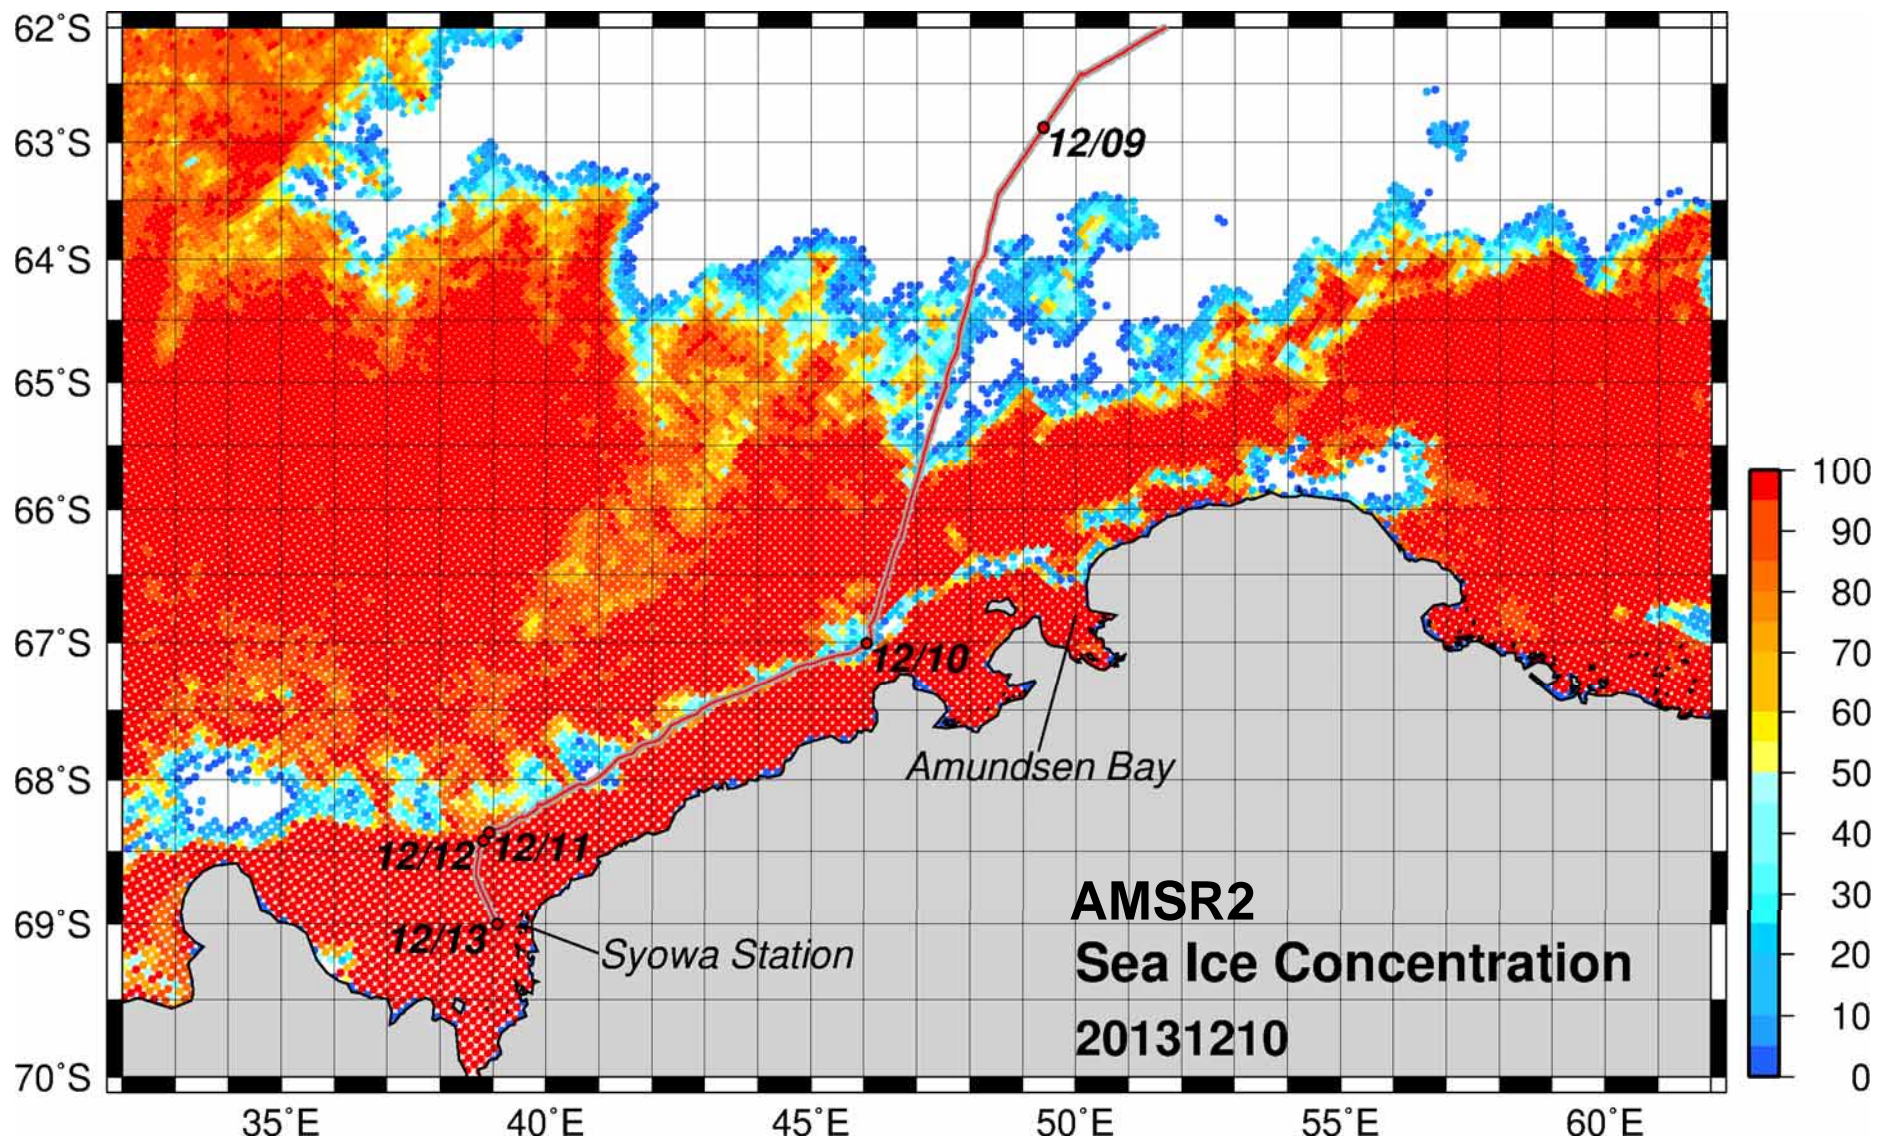 62°S
63°S
64°S
65°S
66°S
67°S
68°S
69°S
70°S
35°E
40°E
45°E
50°E
55°E
60°E
12/09
12/10
12/11
12/12
12/13
Amundsen Bay
Syowa Station
AMSR2
Sea Ice Concentration
20131210
100
90
80
70
60
50
40
30
20
10
0